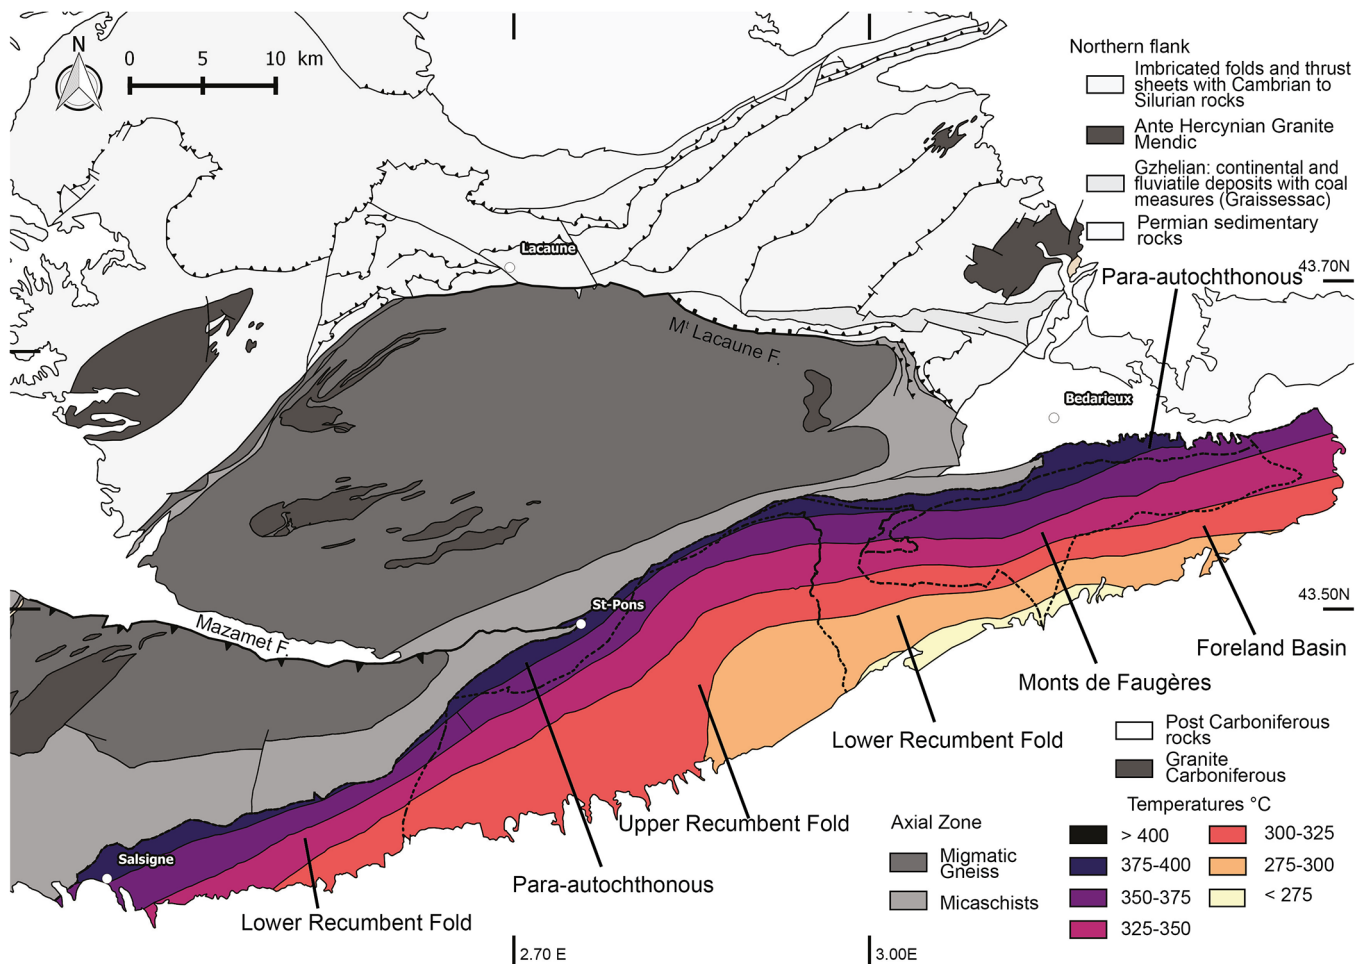 N
0 5 10 km
Northern flank
Imbricated folds and thrust
sheets with Cambrian to
Silurian rocks
Ante Hercynian Granite
Mendic
Gzhelian: continental and
fluviatile deposits with coal
measures (Graissessac)
Permian sedimentary
rocks
Lacaune
43.70N
Para-autochthonous
Mt Lacaune F.
Bedarieux
St-Pons
43.50N
Mazamet F.
Foreland Basin
Monts de Faugères
Lower Recumbent Fold
Post Carboniferous
rocks
Granite
Carboniferous
Upper Recumbent Fold
Salsigne
Para-autochthonous
Lower Recumbent Fold
Axial Zone
Migmatic
Gneiss
Micaschists
Temperatures °C
> 400
375-400
350-375
325-350
300-325
275-300
< 275
2.70 E
3.00E